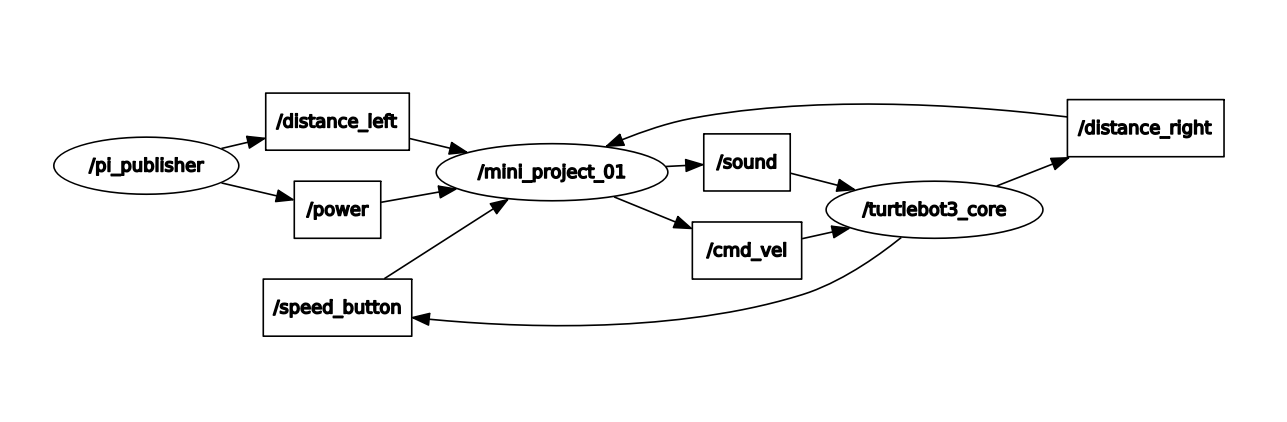 /distance_left
/distance_right
/pi_publisher
/mini_project_01
/sound
/power
/turtlebot3_core
/cmd_vel
/speed_button